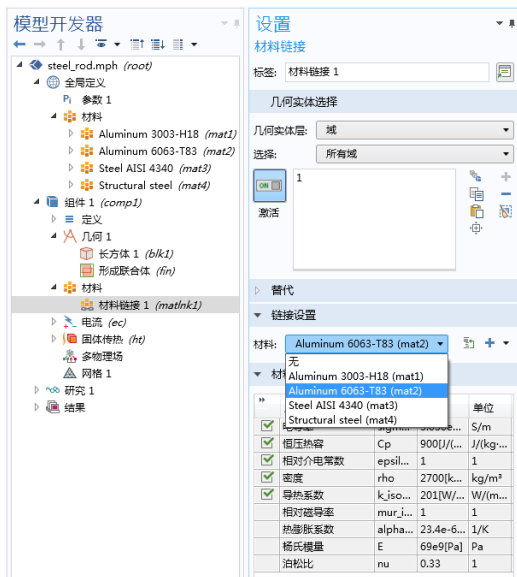 模型开发器
steel_rod.mph (root)
全局定义
Pi 参数 1
材料
Aluminum 3003-H18 (mat1)
Aluminum 6063-T83 (mat2)
Steel AISI 4340 (mat3)
Structural steel (mat4)
组件 1 (comp1)
定义
几何 1
长方体 1 (blk1)
形成联合体 (fin)
材料
材料链接 1 (matlnk1)
电流 (ec)
固体传热 (ht)
多物理场
网格 1
研究 1
结果
设置
材料链接
标签: 材料链接 1
几何实体选择
几何实体层: 域
选择: 所有域
ON
激活
1
替代
链接设置
材料: Aluminum 6063-T83 (mat2)
无
Aluminum 3003-H18 (mat1)
Aluminum 6063-T83 (mat2)
Steel AISI 4340 (mat3)
Structural steel (mat4)
单位
S/m
恒压热容 Cp 900[J/(... J/(kg·...
相对介电常数 epsil... 1 1
密度 rho 2700[k... kg/m³
导热系数 k_iso... 201[W/... W/(m...
相对磁导率 mur_i... 1 1
热膨胀系数 alpha... 23.4e-6... 1/K
杨氏模量 E 69e9[Pa] Pa
泊松比 nu 0.33 1